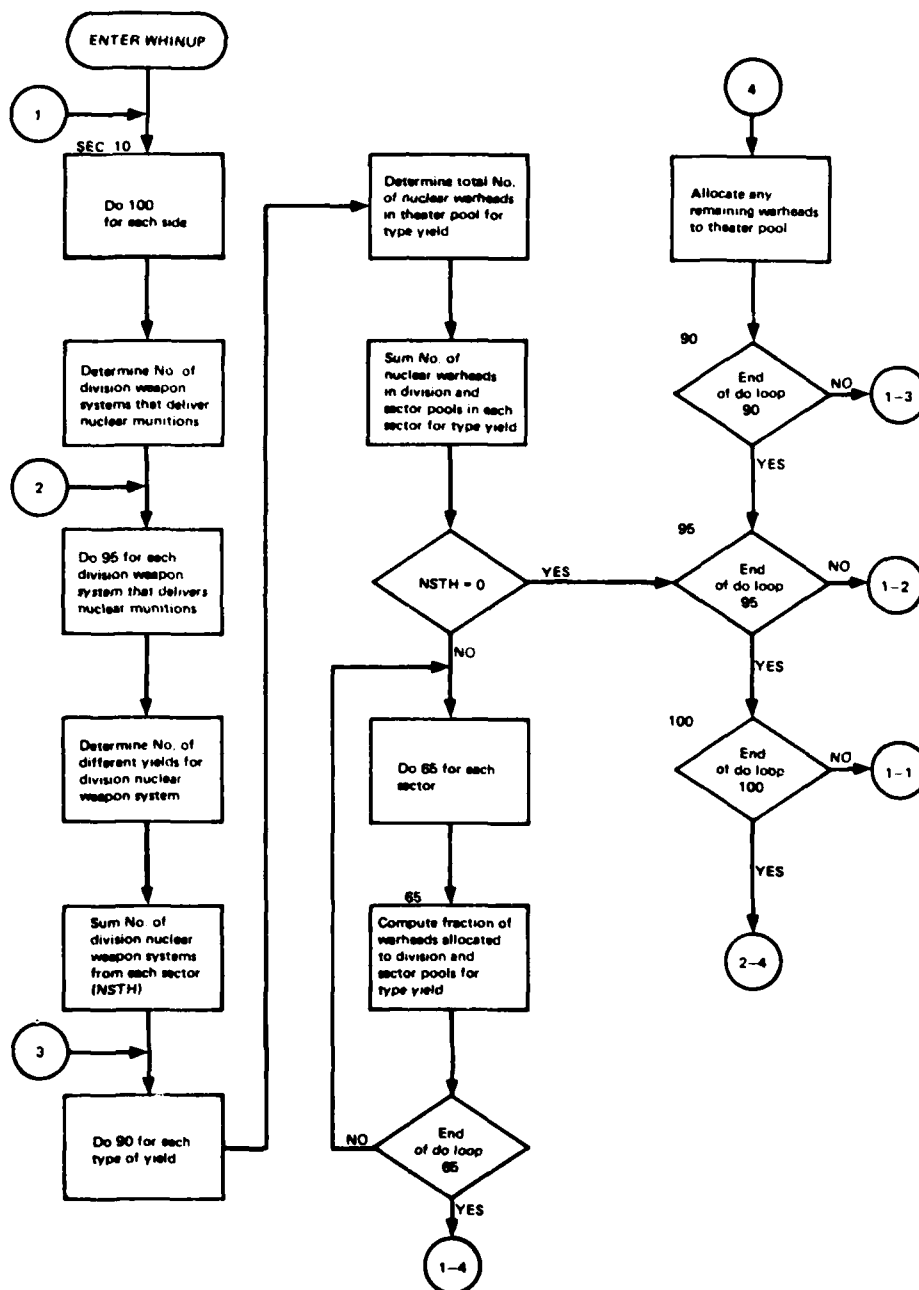 ENTER WHINUP
1
SEC 10
Do 100
for each side
Determine No. of
division weapon
systems that deliver
nuclear munitions
2
Do 95 for each
division weapon
system that delivers
nuclear munitions
Determine No. of
different yields for
division nuclear
weapon system
Sum No. of
division nuclear
weapon systems
from each sector
(NSTH)
3
Do 90 for each
type of yield
Determine total No.
of nuclear warheads
in theater pool for
type yield
Sum No. of
nuclear warheads
in division and
sector pools in each
sector for type yield
NSTH = 0
YES
NO
Do 65 for each
sector
65
Compute fraction of
warheads allocated
to division and
sector pools for
type yield
End
of do loop
65
NO
YES
1-4
4
Allocate any
remaining warheads
to theater pool
90
End
of do loop
90
NO
1-3
YES
95
End
of do loop
95
NO
1-2
YES
100
End
of do loop
100
NO
1-1
YES
2-4